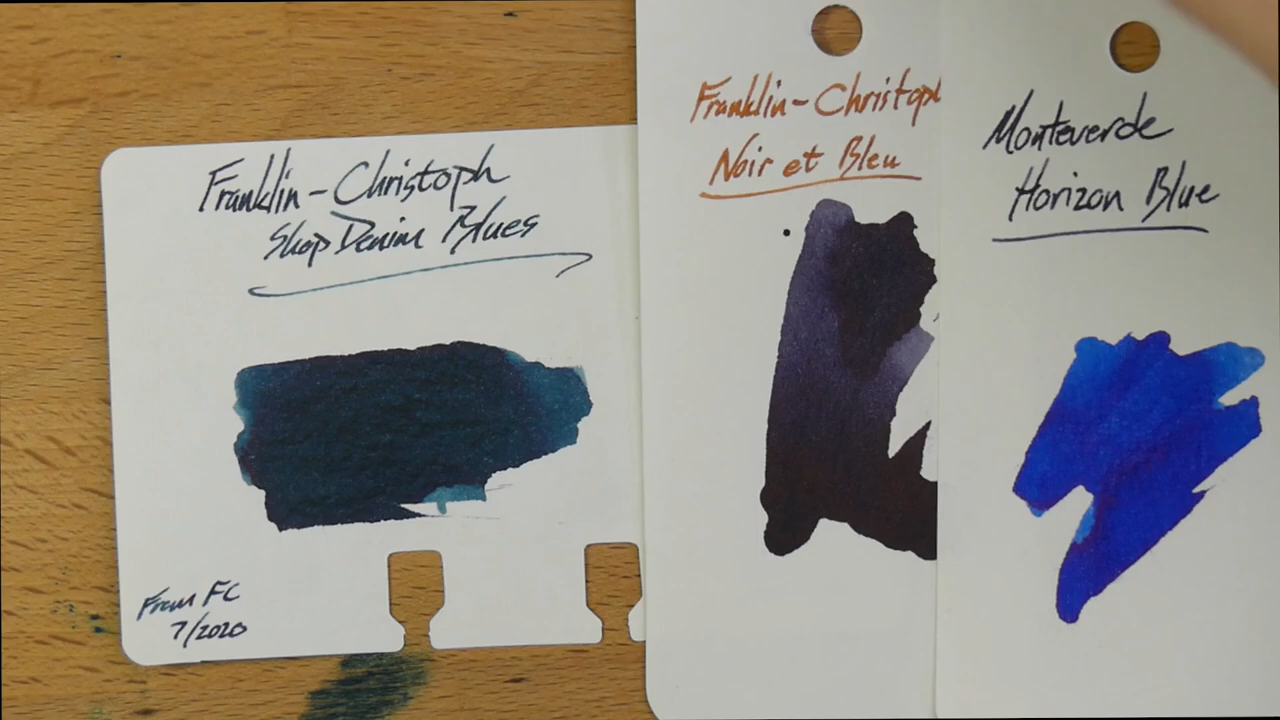 Franklin-Christoph
Shop Denim Blues
From FC
7/2020
Franklin-Christoph
Noir et Bleu
Monteverde
Horizon Blue